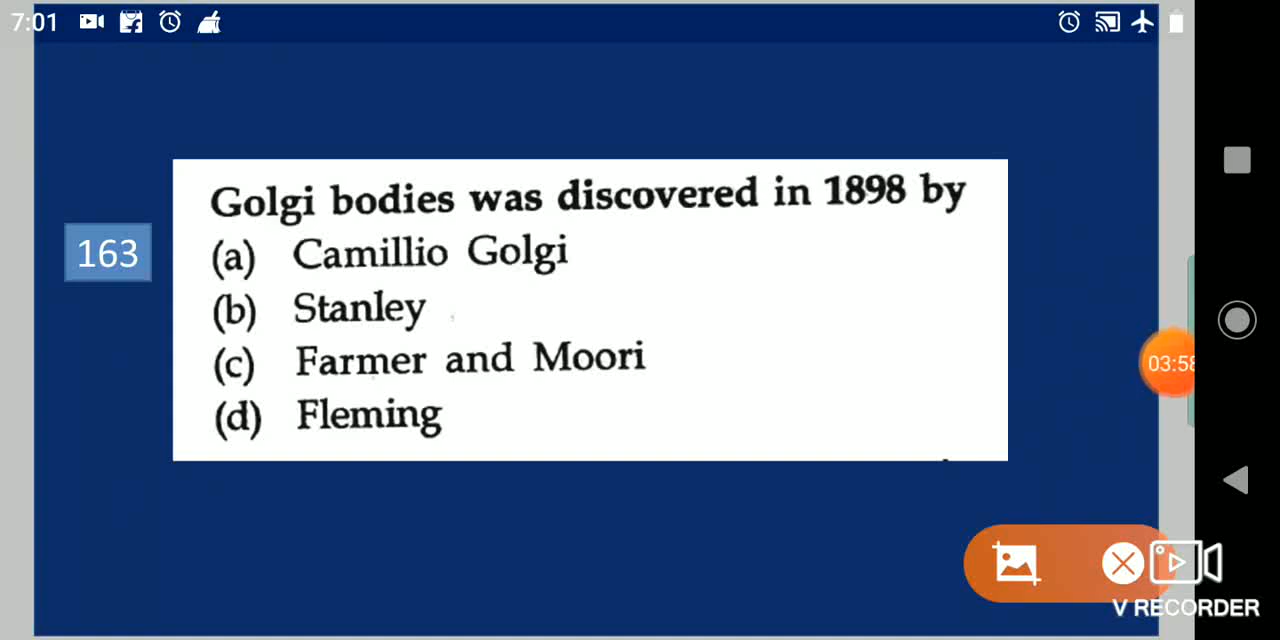 7:01
Golgi bodies was discovered in 1898 by
163
(a) Camillio Golgi
(b) Stanley
(c) Farmer and Moori
(d) Fleming
03:58
V RECORDER